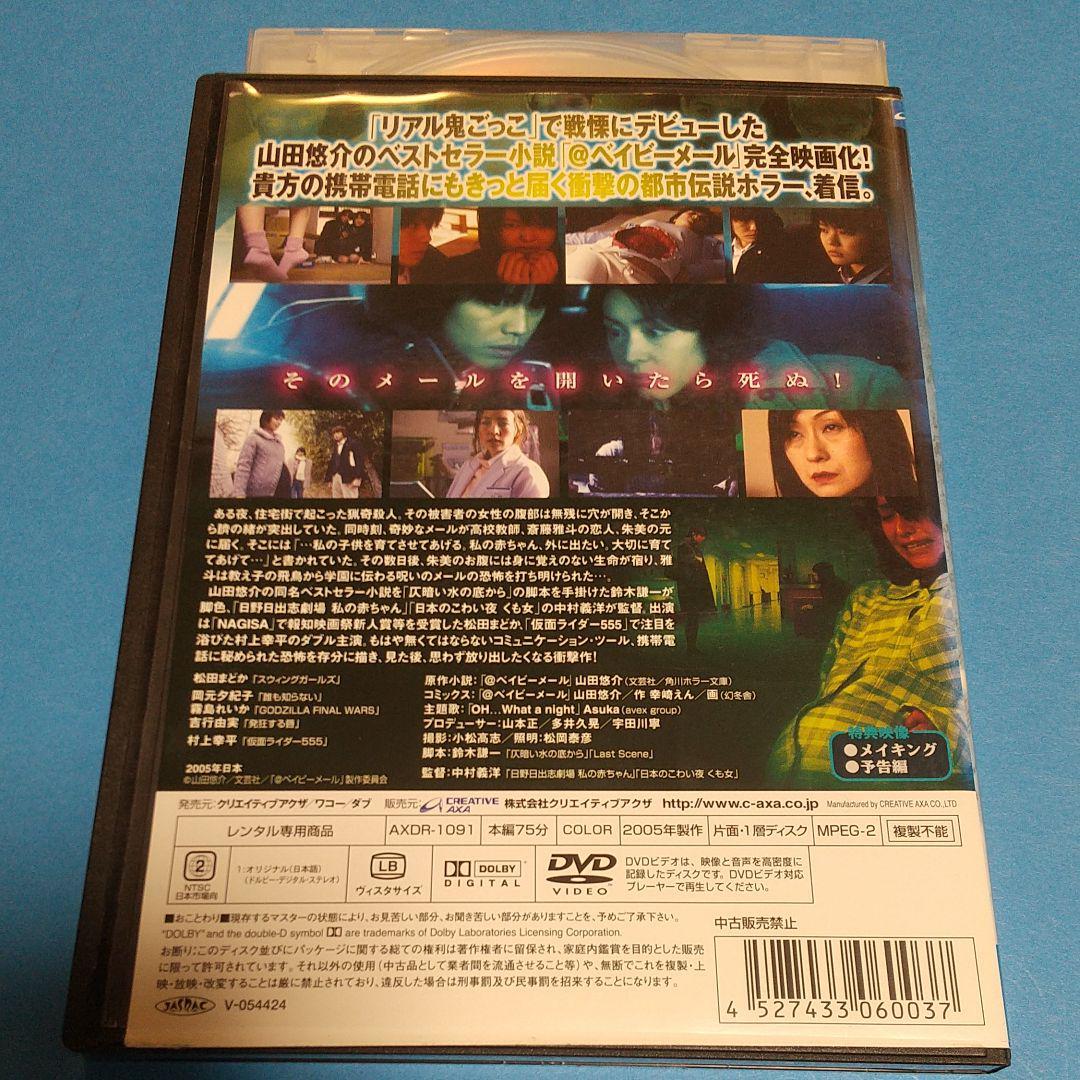 「リアル鬼ごっこ」で戦慄にデビューした
山田悠介のベストセラー小説「@ベイビーメール」完全映画化!
貴方の携帯電話にもきっと届く衝撃の都市伝説ホラー、着信。
そのメールを開いたら死ぬ!
ある夜、住宅街で起こった猟奇殺人。その被害者の女性の腹部は無残に穴が開き、そこか
ら臍の緒が突出していた。同時刻、奇妙なメールが高校教師、斎藤雅斗の恋人、朱美の元
に届く。そこには「…私の子供を育てさせてあげる。私の赤ちゃん、外に出たい。大切に育て
てあげて…」と書かれていた。その数日後、朱美のお腹には身に覚えのない生命が宿り、雅
斗は教え子の飛鳥から学園に伝わる呪いのメールの恐怖を打ち明けられた…。
山田悠介の同名ベストセラー小説を「仄暗い水の底から」の脚本を手掛けた鈴木謙一が
脚色、「日野日出志劇場 私の赤ちゃん」「日本のこわい夜 くも女」の中村義洋が監督、出演
は「NAGISA」で報知映画祭新人賞等を受賞した松田まどか、「仮面ライダー555」で注目を
浴びた村上幸平のダブル主演。もはや無くてはならないコミュニケーション・ツール、携帯電
話に秘められた恐怖を存分に描き、見た後、思わず放り出したくなる衝撃作!
松田まどか「スウィングガールズ」
岡元夕紀子「誰も知らない」
霧島れいか「GODZILLA FINAL WARS」
吉行由実「発狂する唇」
村上幸平「仮面ライダー555」
2005年日本
©山田悠介/文芸社/「@ベイビーメール」製作委員会
原作小説:「@ベイビーメール」山田悠介(文芸社/角川ホラー文庫)
コミックス:「@ベイビーメール」山田悠介/作 幸崎えん/画(幻冬舎)
主題歌:「OH...What a night」Asuka(avex group)
プロデューサー:山本正/多井久晃/宇田川寧
撮影:小松高志/照明:松岡泰彦
脚本:鈴木謙一「仄暗い水の底から」「Last Scene」
監督:中村義洋「日野日出志劇場 私の赤ちゃん」「日本のこわい夜 くも女」
特典映像
●メイキング
●予告編
発売元:クリエイティブアクザ/ワコー/ダブ 販売元: CREATIVE AXA 株式会社クリエイティブアクザ http://www.c-axa.co.jp Manufactured by CREATIVE AXA CO.,LTD
レンタル専用商品 AXDR-1091 本編75分 COLOR 2005年製作 片面・1層ディスク MPEG-2 複製不能
2
NTSC
日本市場向
1:オリジナル(日本語)
(ドルビー・デジタル・ステレオ)
LB
ヴィスタサイズ
DOLBY
DIGITAL
DVD
VIDEO
DVDビデオは、映像と音声を高密度に
記録したディスクです。DVDビデオ対応
プレーヤーで再生してください。
■おことわり■現存するマスターの状態により、お見苦しい部分、お聞き苦しい部分がありますことを、予めご了承下さい。
"DOLBY" and the double-D symbol are trademarks of Dolby Laboratories Licensing Corporation.
お断り:このディスク並びにパッケージに関する総ての権利は著作権者に留保され、家庭内鑑賞を目的とした販売
に限って許可されています。それ以外の使用(中古品として業者間を流通させること等)や、無断でこれを複製・上
映・放映・改変することは厳に禁止されており、違反した場合は刑事罰及び民事罰を招来することになります。
JASRAC V-054424
中古販売禁止
4 527433 060037